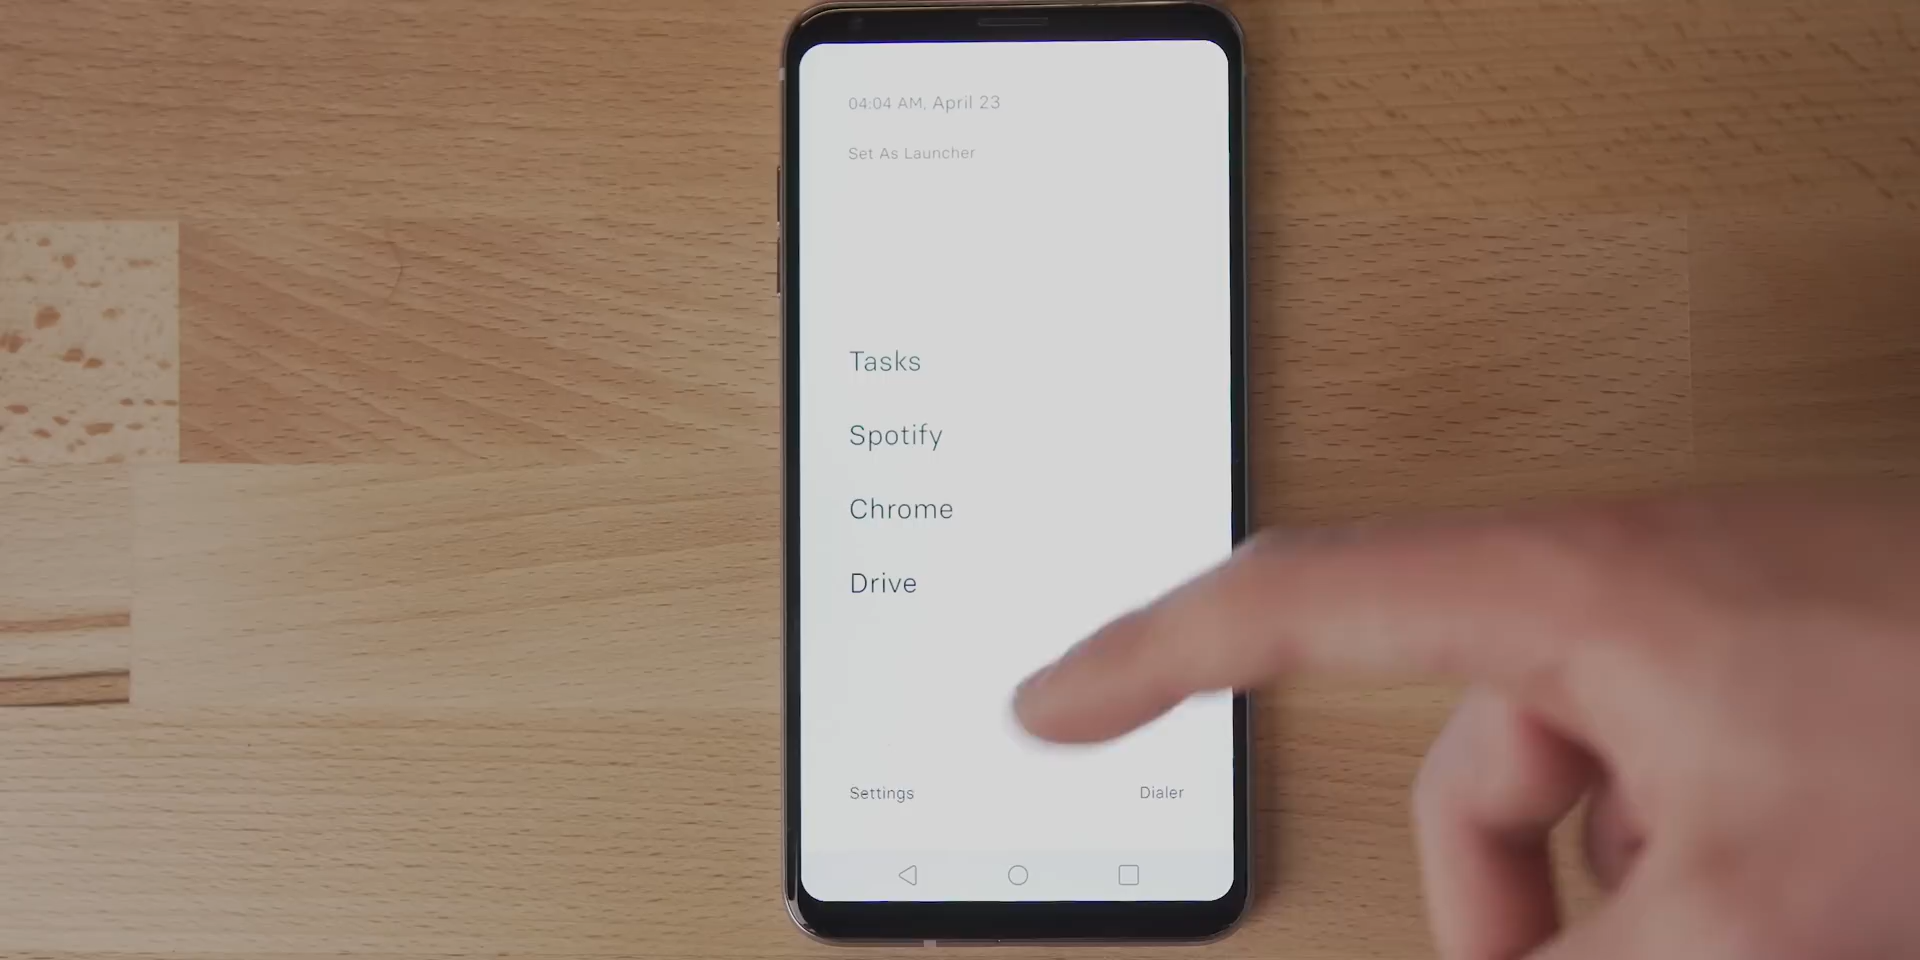 04:04 AM, April 23
Set As Launcher
Tasks
Spotify
Chrome
Drive
Settings
Dialer